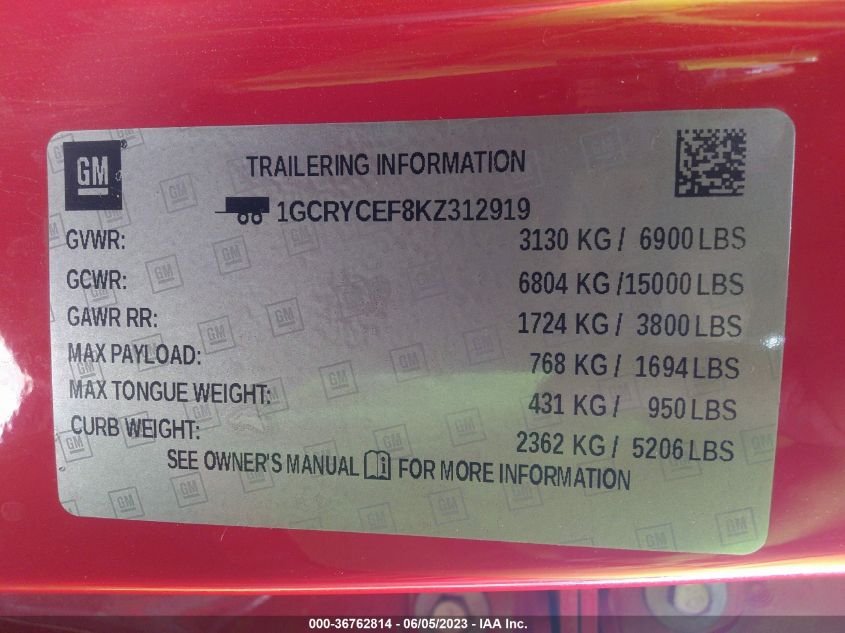 GM
TRAILERING INFORMATION
1GCRYCEF8KZ312919
GVWR: 3130 KG / 6900 LBS
GCWR: 6804 KG /15000 LBS
GAWR RR: 1724 KG / 3800 LBS
MAX PAYLOAD: 768 KG / 1694 LBS
MAX TONGUE WEIGHT: 431 KG / 950 LBS
CURB WEIGHT: 2362 KG / 5206 LBS
SEE OWNER'S MANUAL FOR MORE INFORMATION
000-36762814 - 06/05/2023 - IAA Inc.